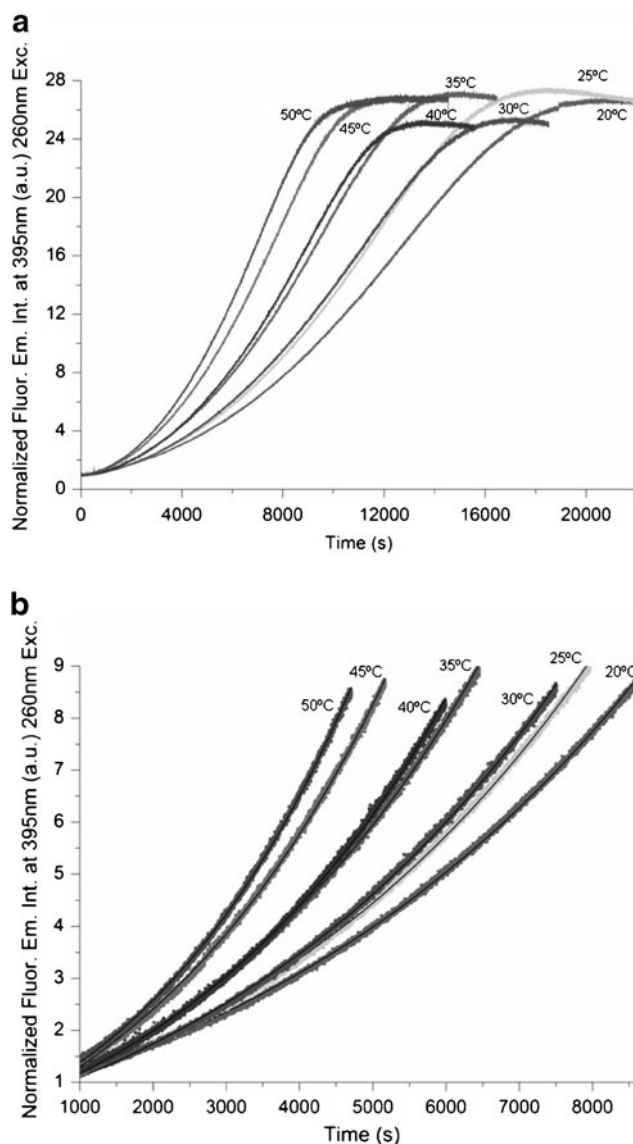 a
Normalized Fluor. Em. Int. at 395nm (a.u.) 260nm Exc.
28
24
20
16
12
8
4
0
50ºC
45ºC
35ºC
40ºC
25ºC
30ºC
20ºC
0 4000 8000 12000 16000 20000
Time (s)
b
Normalized Fluor. Em. Int. at 395nm (a.u.) 260nm Exc.
9
8
7
6
5
4
3
2
1
50ºC
45ºC
40ºC
35ºC
30ºC
25ºC
20ºC
1000 2000 3000 4000 5000 6000 7000 8000
Time (s)